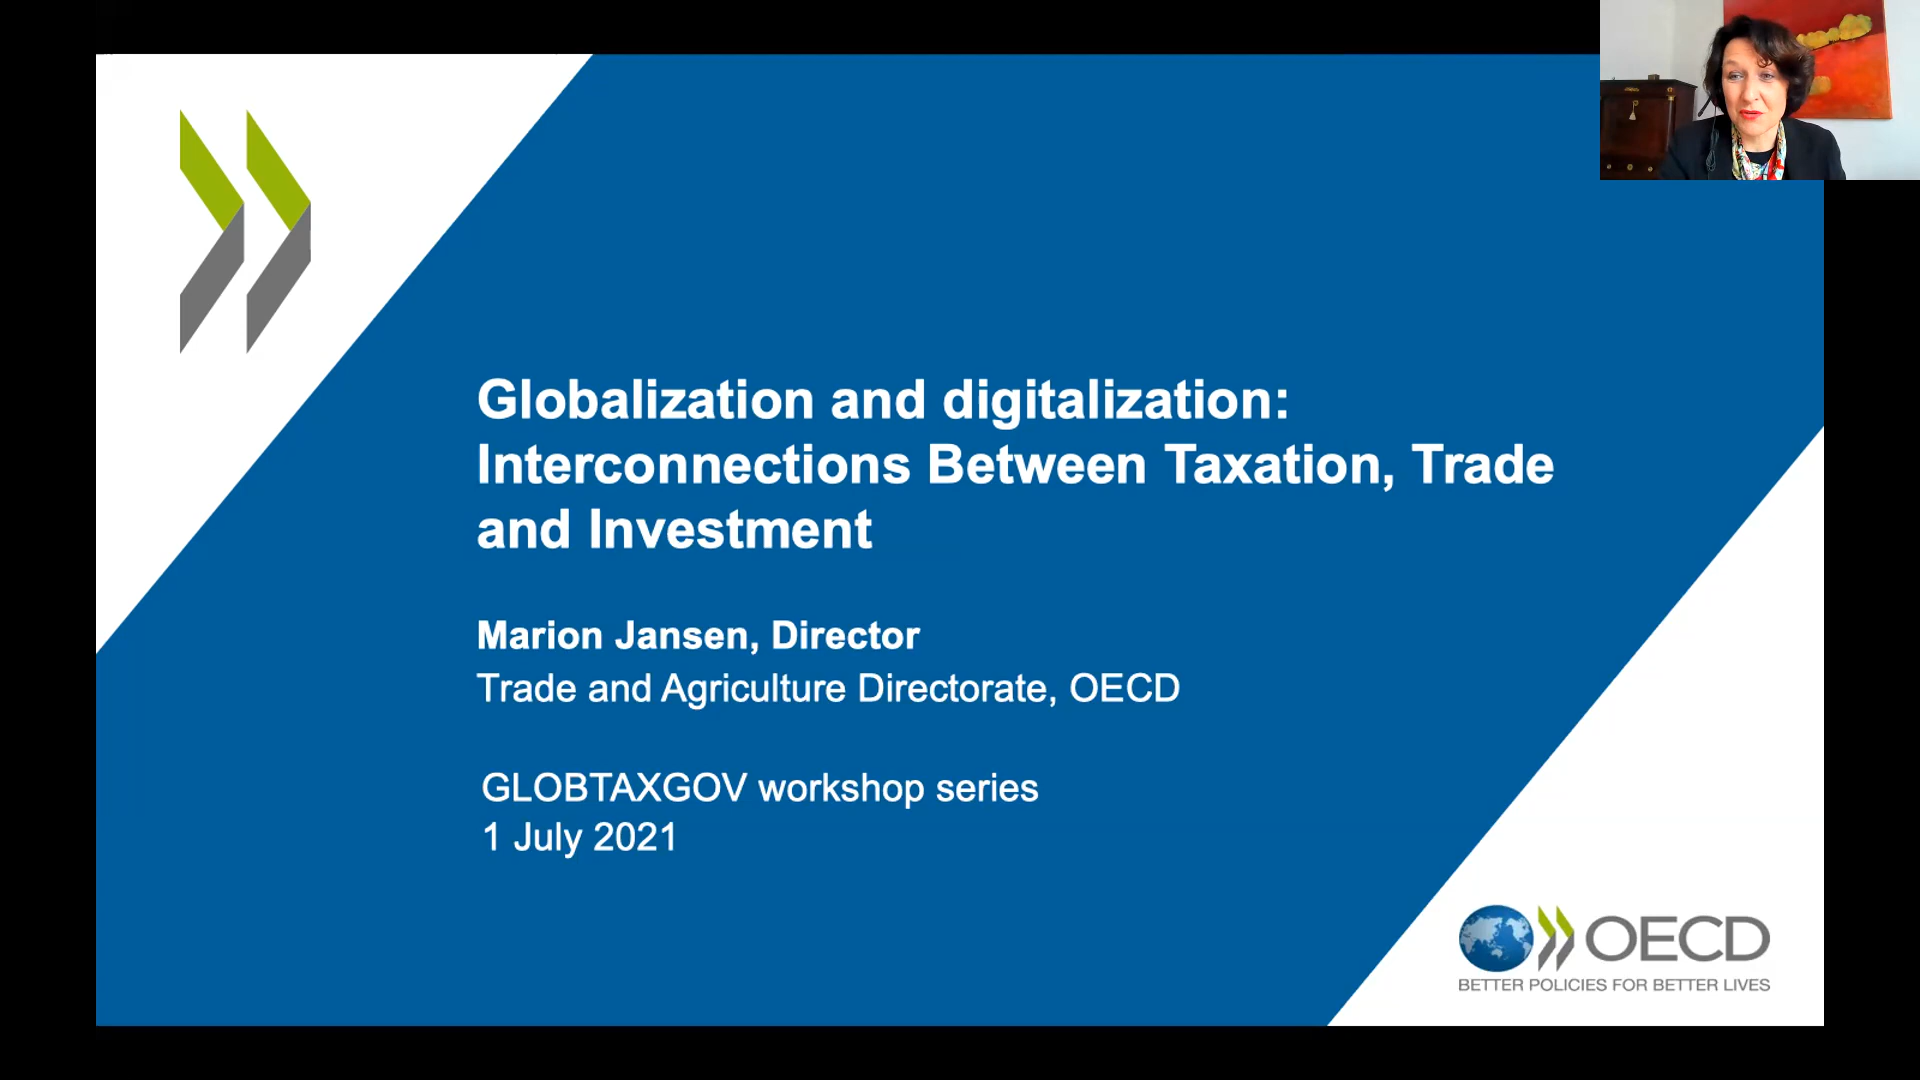 Globalization and digitalization:
Interconnections Between Taxation, Trade
and Investment
Marion Jansen, Director
Trade and Agriculture Directorate, OECD
GLOBTAXGOV workshop series
1 July 2021
OECD
BETTER POLICIES FOR BETTER LIVES